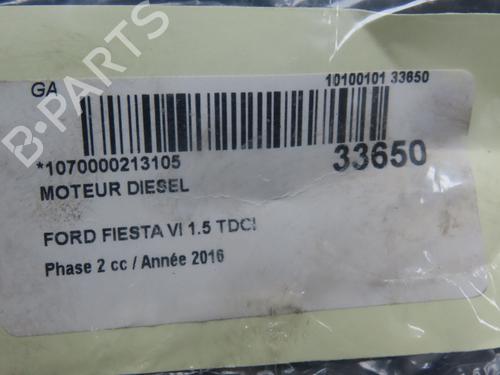 GA
10100101 33650
*1070000213105
33650
MOTEUR DIESEL
FORD FIESTA VI 1.5 TDCI
Phase 2 cc / Année 2016
B-PARTS